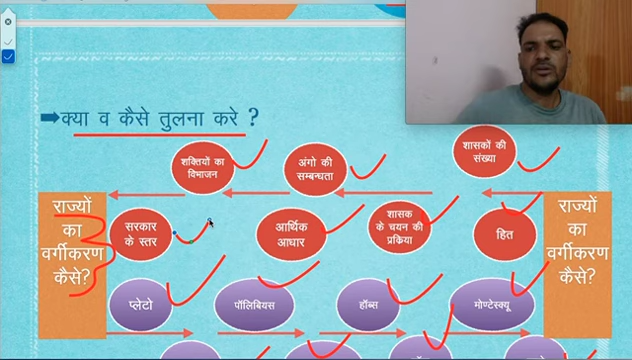 ➡क्या व कैसे तुलना करे ?
शक्तियों का
विभाजन
अंगो की
सम्बन्धता
शासकों की
संख्या
राज्यों
का
वर्गीकरण
कैसे?
सरकार
के स्तर
आर्थिक
आधार
शासक
के चयन की
प्रक्रिया
हित
राज्यों
का
वर्गीकरण
कैसे?
प्लेटो
पॉलिबियस
हॉब्स
मोण्टेस्क्यू